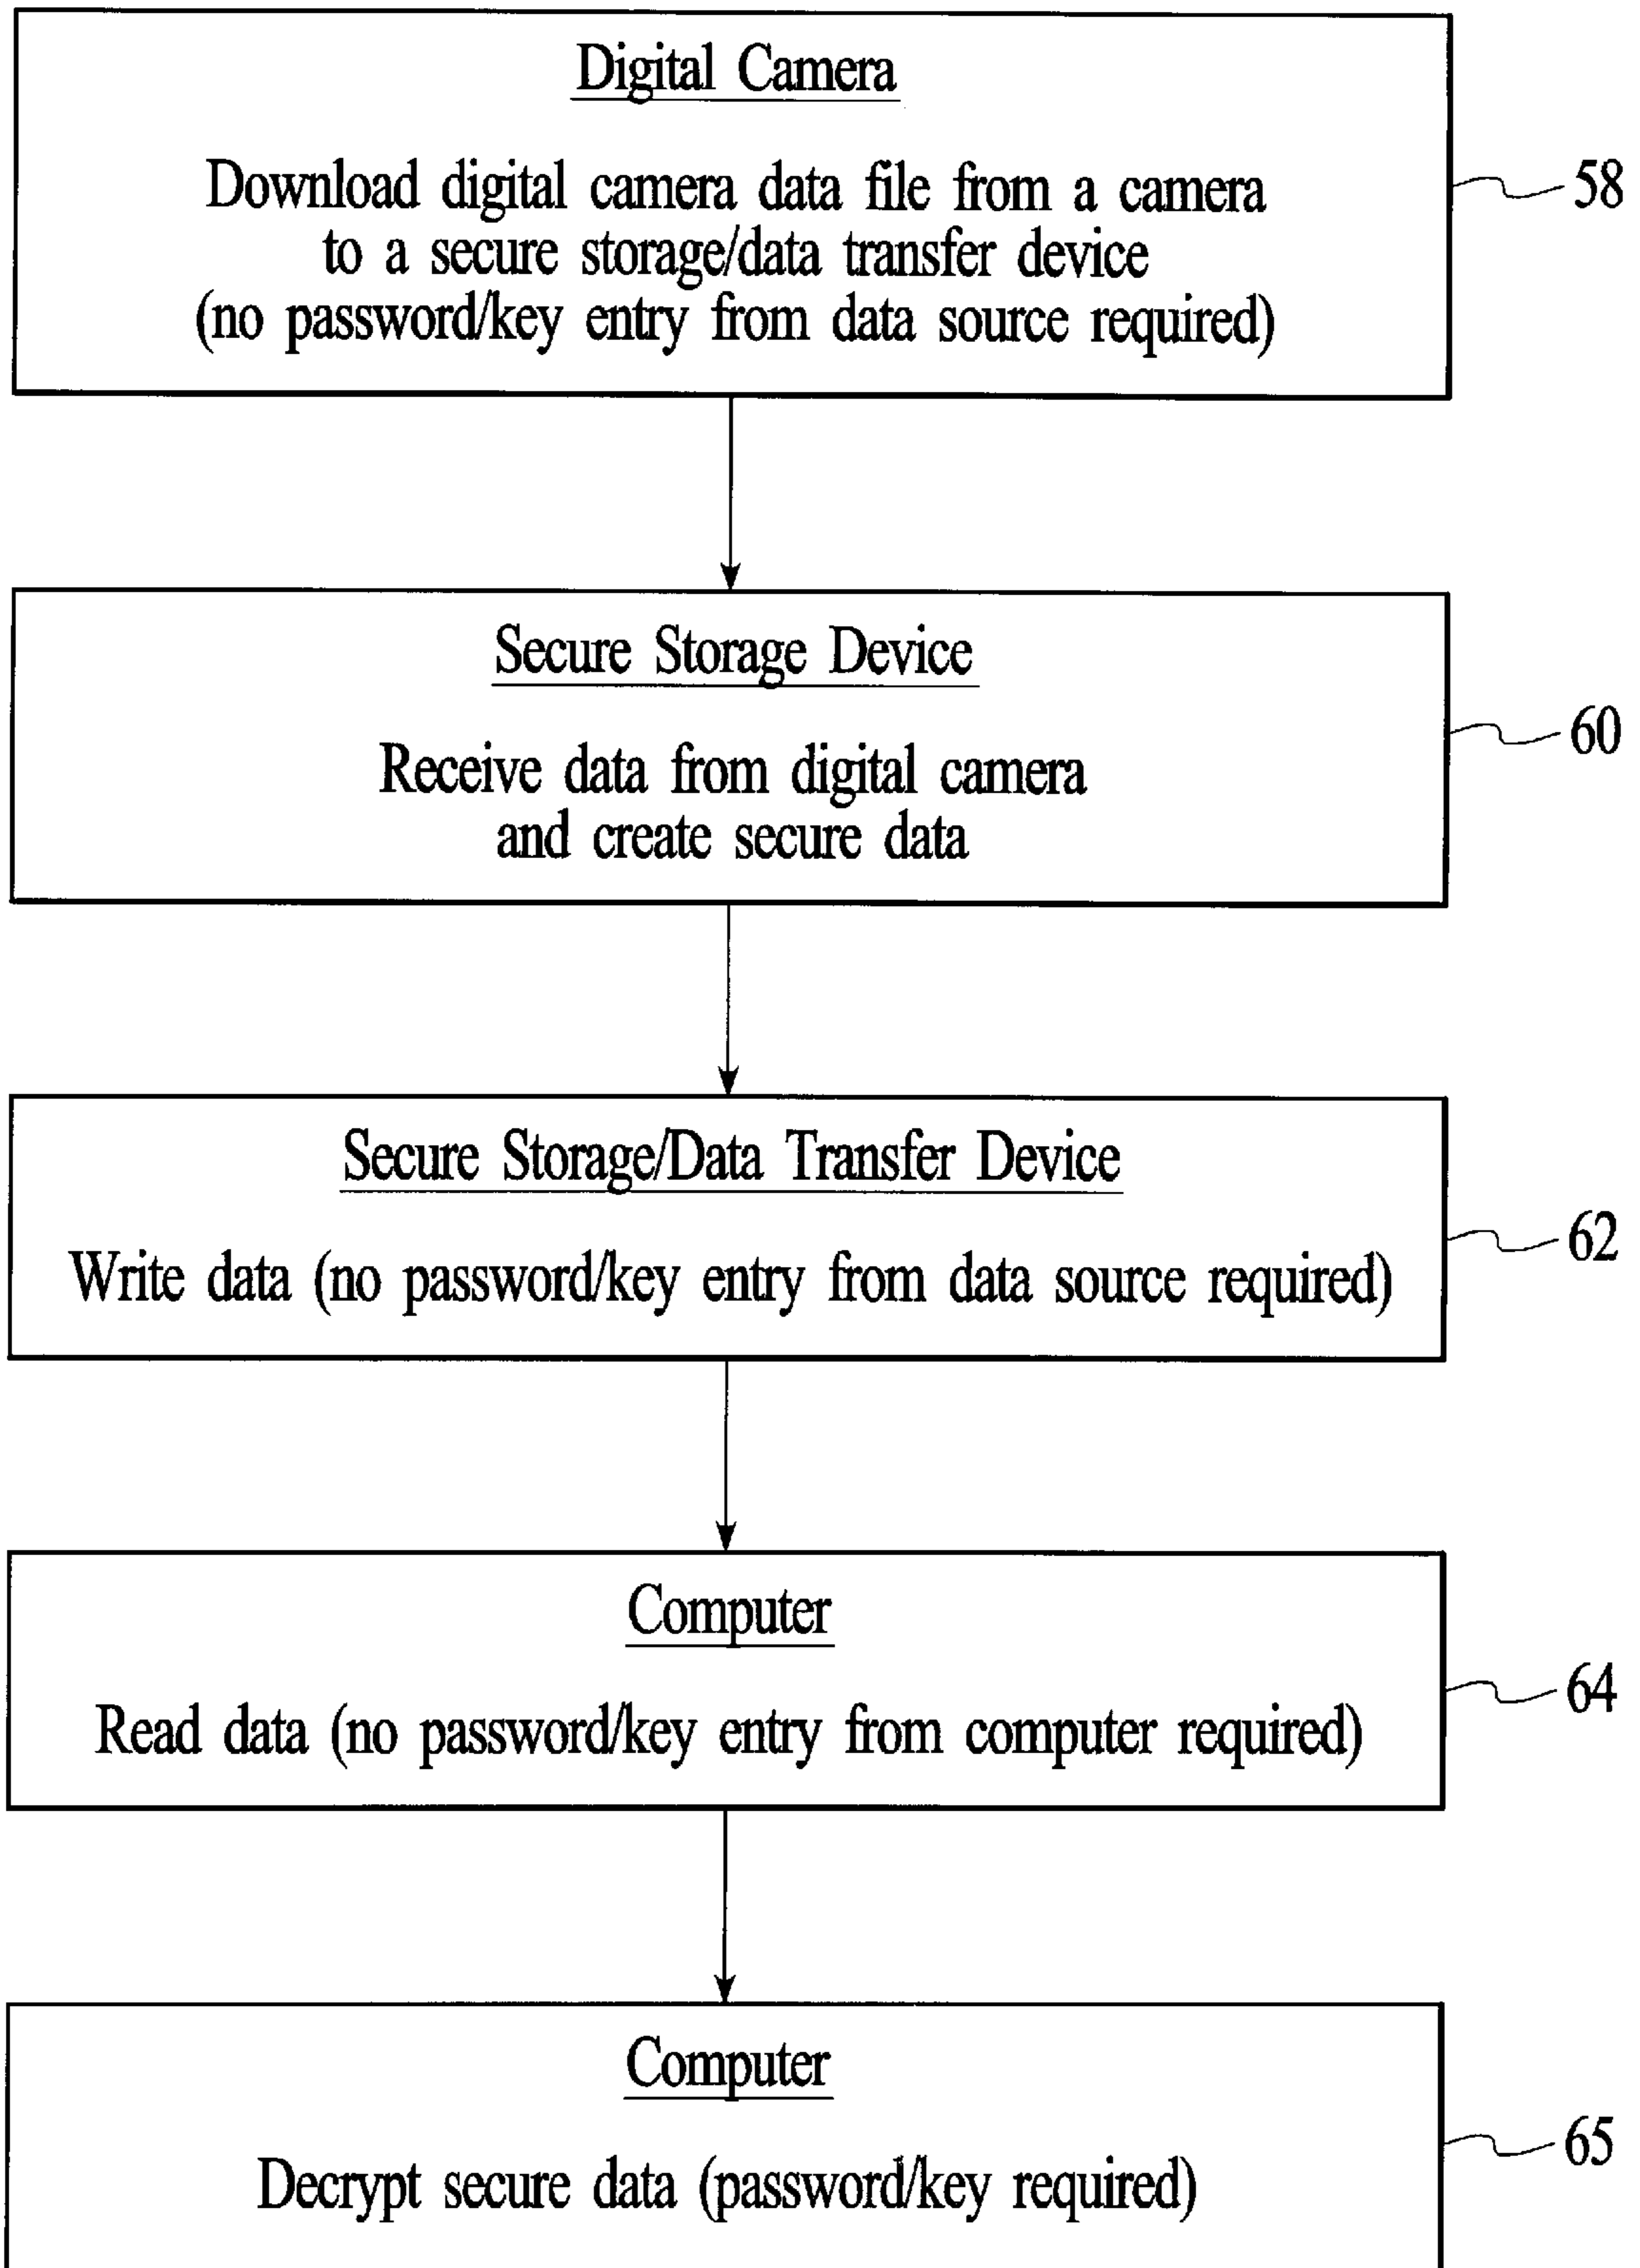 Digital Camera
Download digital camera data file from a camera
to a secure storage/data transfer device
(no password/key entry from data source required)
58
Secure Storage Device
Receive data from digital camera
and create secure data
60
Secure Storage/Data Transfer Device
Write data (no password/key entry from data source required)
62
Computer
Read data (no password/key entry from computer required)
64
Computer
Decrypt secure data (password/key required)
65